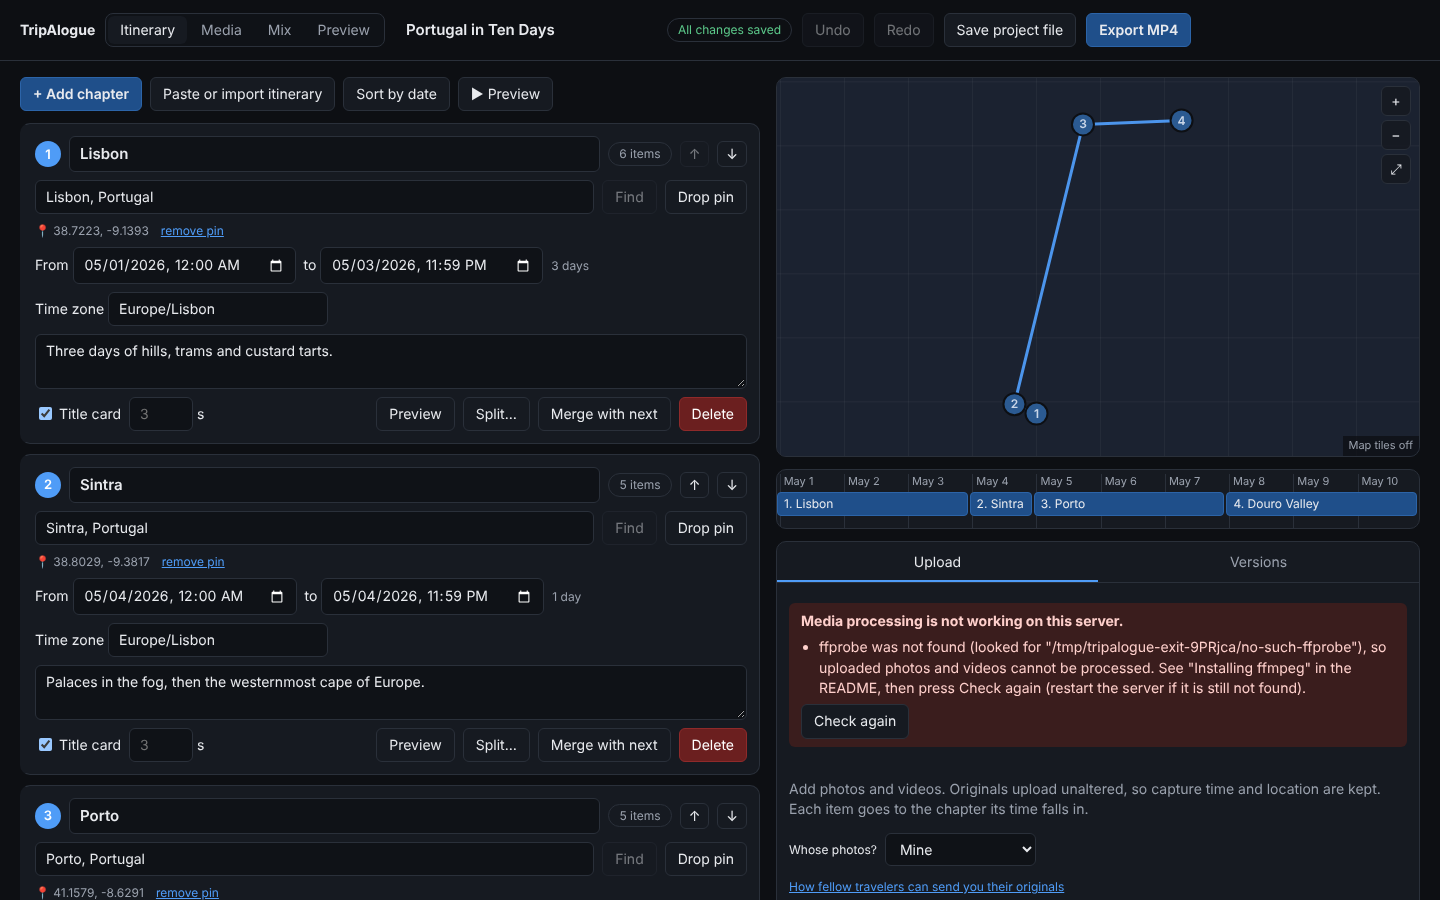 TripAlogue
Itinerary
Media
Mix
Preview
Portugal in Ten Days
All changes saved
Undo
Redo
Save project file
Export MP4
+ Add chapter
Paste or import itinerary
Sort by date
▶ Preview
1
Lisbon
6 items
↑
↓
Lisbon, Portugal
Find
Drop pin
📍 38.7223, -9.1393 remove pin
From 05/01/2026, 12:00 AM to 05/03/2026, 11:59 PM 3 days
Time zone Europe/Lisbon
Three days of hills, trams and custard tarts.
Title card 3 s
Preview
Split...
Merge with next
Delete
2
Sintra
5 items
↑
↓
Sintra, Portugal
Find
Drop pin
📍 38.8029, -9.3817 remove pin
From 05/04/2026, 12:00 AM to 05/04/2026, 11:59 PM 1 day
Time zone Europe/Lisbon
Palaces in the fog, then the westernmost cape of Europe.
Title card 3 s
Preview
Split...
Merge with next
Delete
3
Porto
5 items
↑
↓
Porto, Portugal
Find
Drop pin
📍 41.1579, -8.6291 remove pin
3
4
2
1
+
−
⤢
Map tiles off
May 1
May 2
May 3
May 4
May 5
May 6
May 7
May 8
May 9
May 10
1. Lisbon
2. Sintra
3. Porto
4. Douro Valley
Upload
Versions
Media processing is not working on this server.
• ffprobe was not found (looked for "/tmp/tripalogue-exit-9PRjca/no-such-ffprobe"), so
uploaded photos and videos cannot be processed. See "Installing ffmpeg" in the
README, then press Check again (restart the server if it is still not found).
Check again
Add photos and videos. Originals upload unaltered, so capture time and location are kept.
Each item goes to the chapter its time falls in.
Whose photos? Mine
How fellow travelers can send you their originals